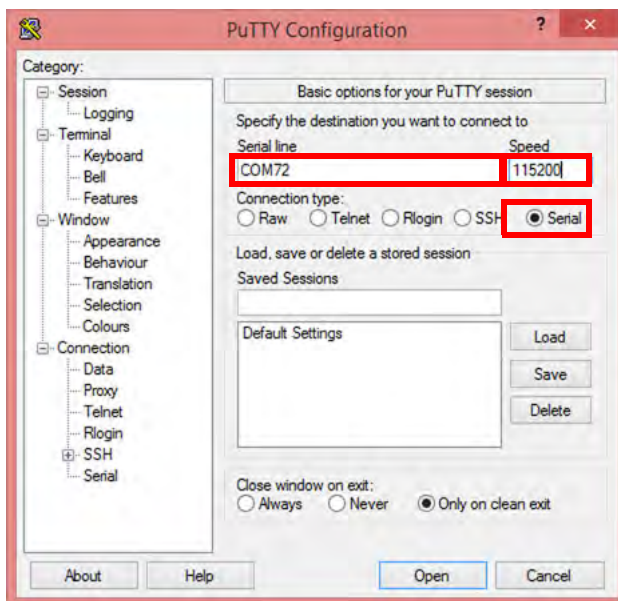 PuTTY Configuration
?
×
Category:
Session
Logging
Terminal
Keyboard
Bell
Features
Window
Appearance
Behaviour
Translation
Selection
Colours
Connection
Data
Proxy
Telnet
Rlogin
SSH
Serial
Basic options for your PuTTY session
Specify the destination you want to connect to
Serial line Speed
COM72 115200
Connection type:
Raw Telnet Rlogin SSH Serial
Load, save or delete a stored session
Saved Sessions
Default Settings
Load
Save
Delete
Close window on exit:
Always Never Only on clean exit
About Help Open Cancel